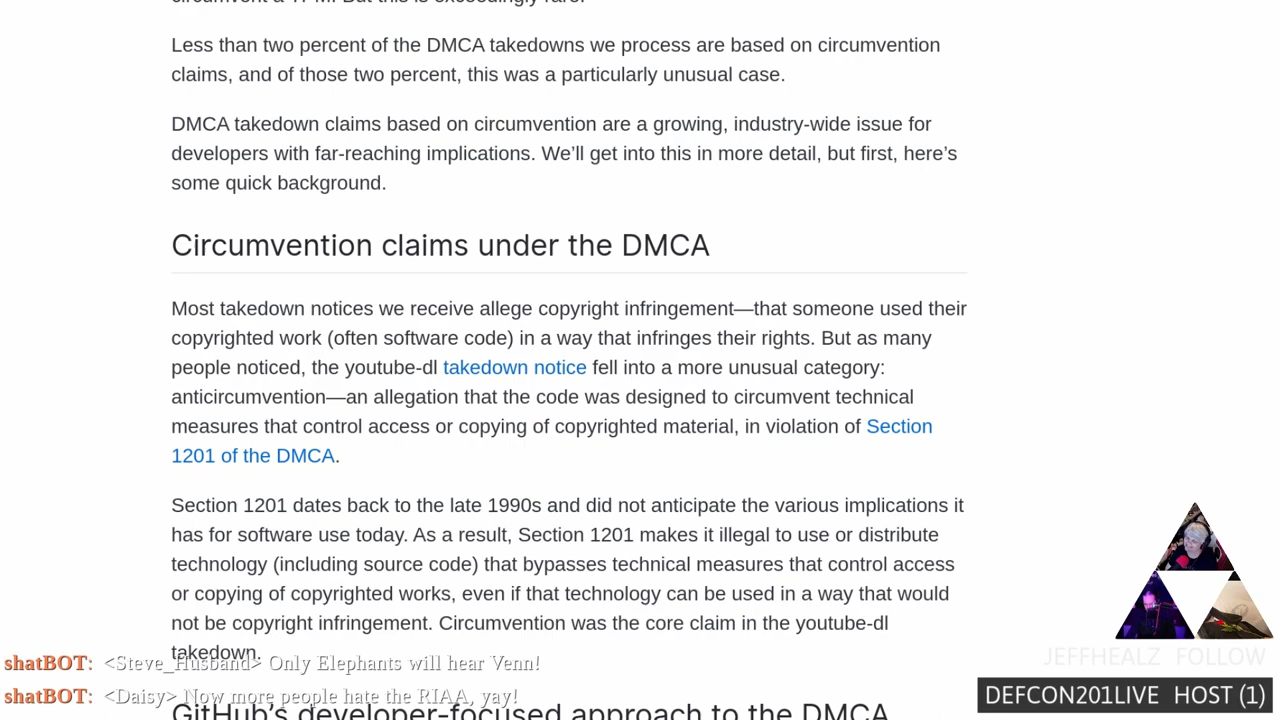 circumvent a TPM. But this is exceedingly rare.
Less than two percent of the DMCA takedowns we process are based on circumvention
claims, and of those two percent, this was a particularly unusual case.
DMCA takedown claims based on circumvention are a growing, industry-wide issue for
developers with far-reaching implications. We’ll get into this in more detail, but first, here’s
some quick background.
Circumvention claims under the DMCA
Most takedown notices we receive allege copyright infringement—that someone used their
copyrighted work (often software code) in a way that infringes their rights. But as many
people noticed, the youtube-dl takedown notice fell into a more unusual category:
anticircumvention—an allegation that the code was designed to circumvent technical
measures that control access or copying of copyrighted material, in violation of Section
1201 of the DMCA.
Section 1201 dates back to the late 1990s and did not anticipate the various implications it
has for software use today. As a result, Section 1201 makes it illegal to use or distribute
technology (including source code) that bypasses technical measures that control access
or copying of copyrighted works, even if that technology can be used in a way that would
not be copyright infringement. Circumvention was the core claim in the youtube-dl
takedown.
shatBOT: <Steve_Husband> Only Elephants will hear Venn!
shatBOT: <Daisy> Now more people hate the RIAA, yay!
GitHub’s developer-focused approach to the DMCA
JEFFHEALZ FOLLOW
DEFCON201LIVE HOST (1)